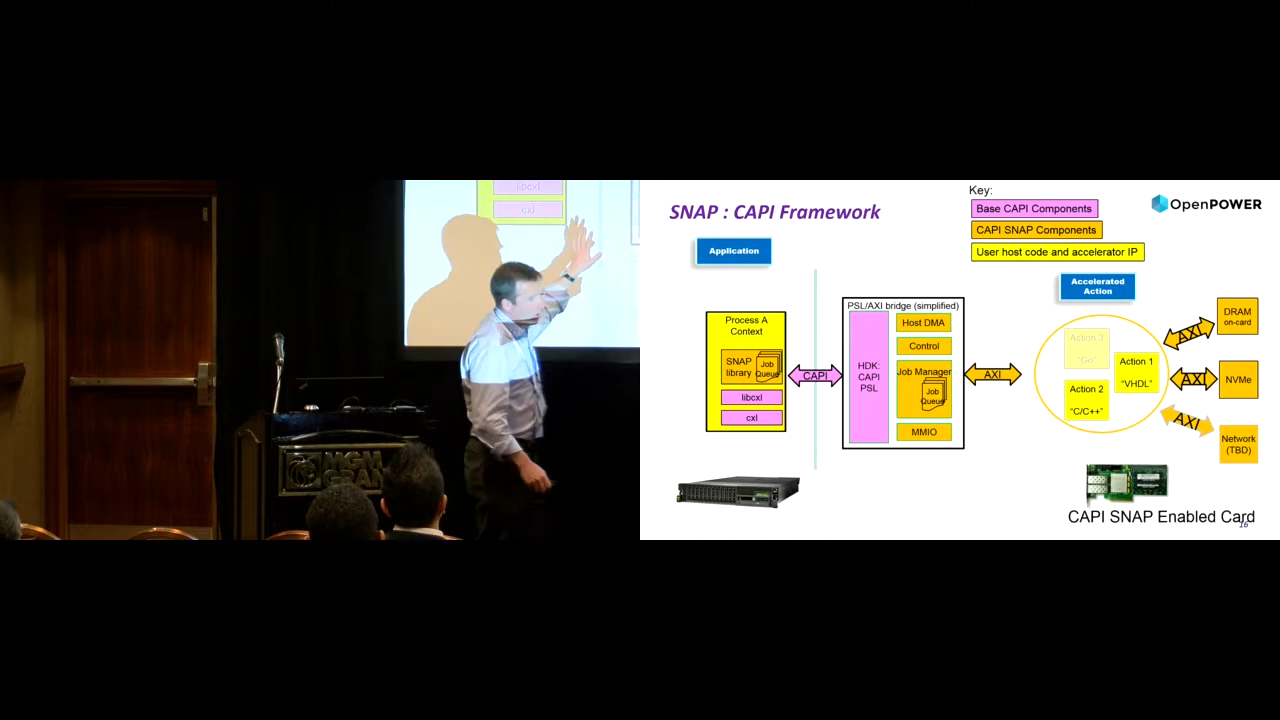 libcxl
cxl
MGM
GRAN
SNAP : CAPI Framework
Key:
Base CAPI Components
CAPI SNAP Components
User host code and accelerator IP
OpenPOWER
Application
Accelerated
Action
Process A
Context
SNAP
library
Job
Queue
libcxl
cxl
CAPI
PSL/AXI bridge (simplified)
HDK:
CAPI
PSL
Host DMA
Control
Job Manager
Job
Queue
MMIO
AXI
Action 3
"Go"
Action 1
"VHDL"
Action 2
"C/C++"
AXI
AXI
AXI
DRAM
on-card
NVMe
Network
(TBD)
CAPI SNAP Enabled Card
16